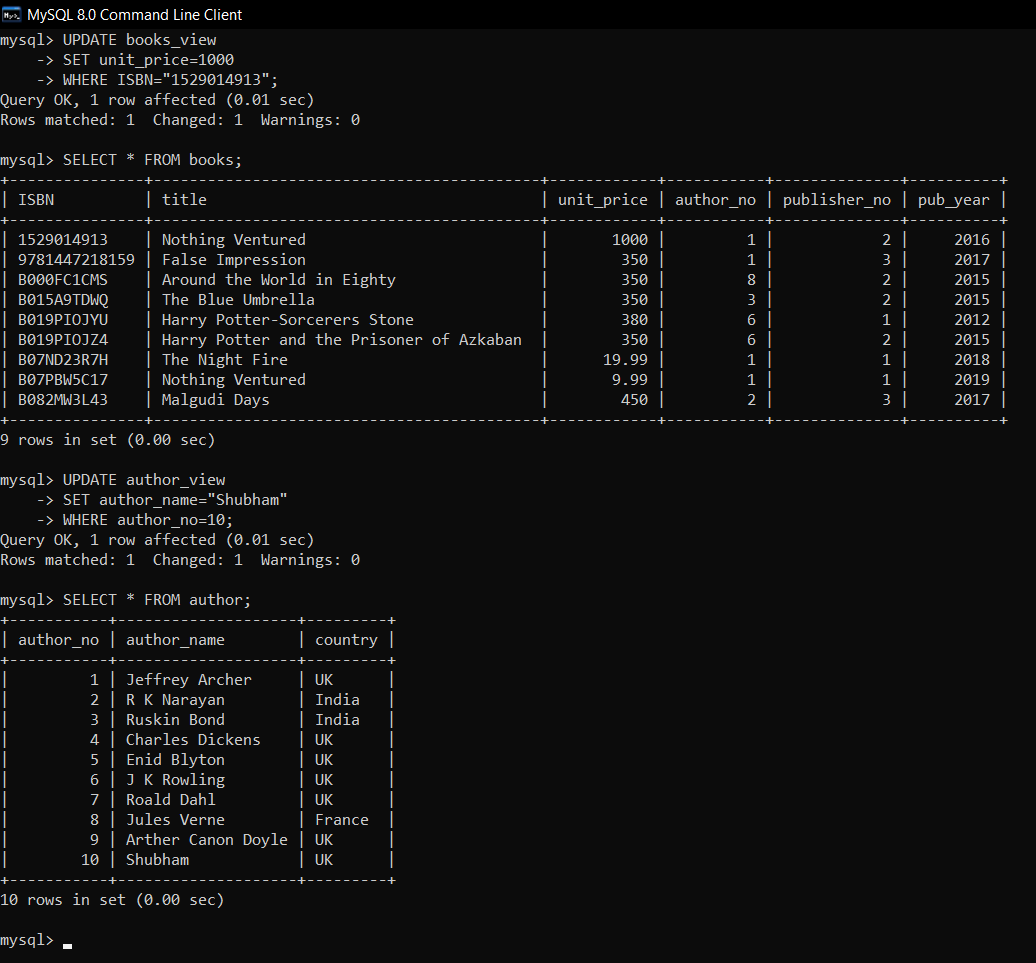 MySQL 8.0 Command Line Client
mysql> UPDATE books_view
    -> SET unit_price=1000
    -> WHERE ISBN="1529014913";
Query OK, 1 row affected (0.01 sec)
Rows matched: 1  Changed: 1  Warnings: 0

mysql> SELECT * FROM books;
+---------------+-------------------------------------------+------------+-----------+--------------+----------+
| ISBN          | title                                     | unit_price | author_no | publisher_no | pub_year |
+---------------+-------------------------------------------+------------+-----------+--------------+----------+
| 1529014913    | Nothing Ventured                          |       1000 |         1 |            2 |     2016 |
| 9781447218159 | False Impression                          |        350 |         1 |            3 |     2017 |
| B000FC1CMS    | Around the World in Eighty                |        350 |         8 |            2 |     2015 |
| B015A9TDWQ    | The Blue Umbrella                         |        350 |         3 |            2 |     2015 |
| B019PIOJYU    | Harry Potter-Sorcerers Stone              |        380 |         6 |            1 |     2012 |
| B019PIOJZ4    | Harry Potter and the Prisoner of Azkaban  |        350 |         6 |            2 |     2015 |
| B07ND23R7H    | The Night Fire                            |      19.99 |         1 |            1 |     2018 |
| B07PBW5C17    | Nothing Ventured                          |       9.99 |         1 |            1 |     2019 |
| B082MW3L43    | Malgudi Days                              |        450 |         2 |            3 |     2017 |
+---------------+-------------------------------------------+------------+-----------+--------------+----------+
9 rows in set (0.00 sec)

mysql> UPDATE author_view
    -> SET author_name="Shubham"
    -> WHERE author_no=10;
Query OK, 1 row affected (0.01 sec)
Rows matched: 1  Changed: 1  Warnings: 0

mysql> SELECT * FROM author;
+-----------+--------------------+---------+
| author_no | author_name        | country |
+-----------+--------------------+---------+
|         1 | Jeffrey Archer     | UK      |
|         2 | R K Narayan        | India   |
|         3 | Ruskin Bond        | India   |
|         4 | Charles Dickens    | UK      |
|         5 | Enid Blyton        | UK      |
|         6 | J K Rowling        | UK      |
|         7 | Roald Dahl         | UK      |
|         8 | Jules Verne        | France  |
|         9 | Arther Canon Doyle | UK      |
|        10 | Shubham            | UK      |
+-----------+--------------------+---------+
10 rows in set (0.00 sec)

mysql> _